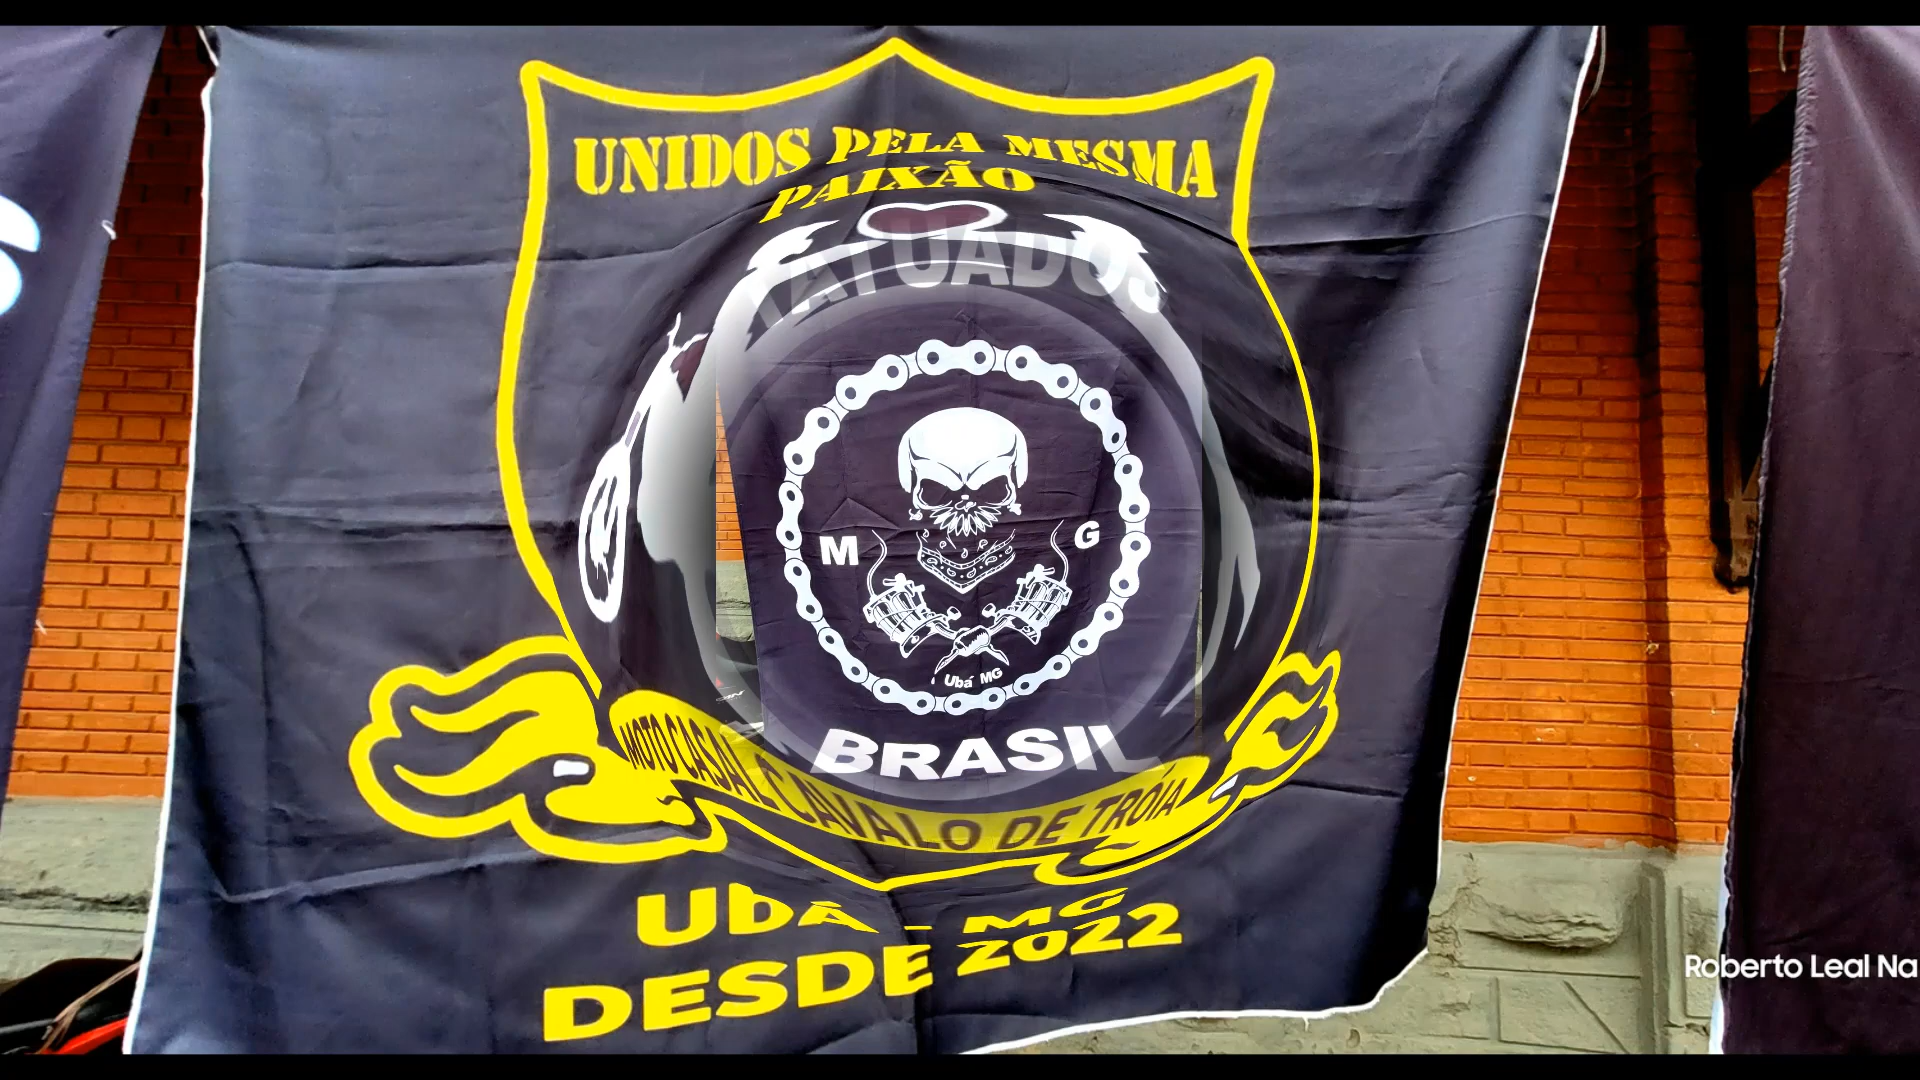 UNIDOS PELA MESMA
PAIXÃO
TATUADOS
M G
Ubá MG
BRASIL
MOTO CASAL CAVALO DE TRÓIA
UbÁ - MG
DESDE 2022
Roberto Leal Na